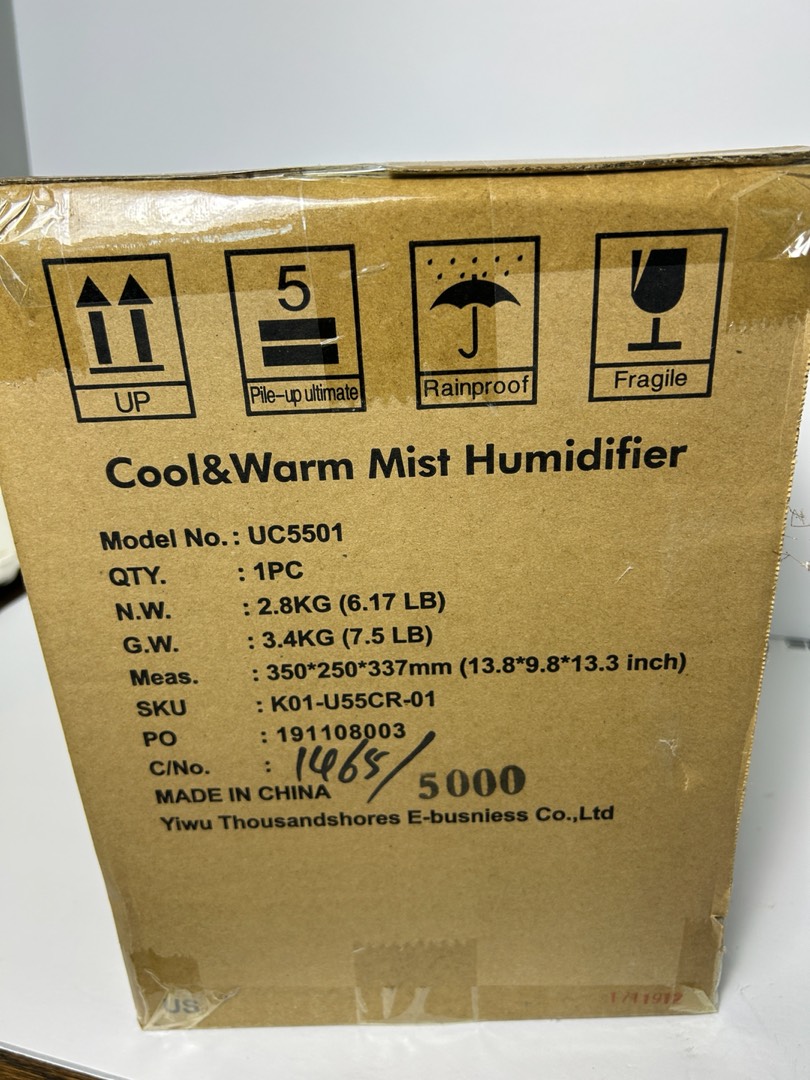 5
UP
Pile-up ultimate
Rainproof
Fragile
Cool&Warm Mist Humidifier
Model No.: UC5501
QTY. : 1PC
N.W. : 2.8KG (6.17 LB)
G.W. : 3.4KG (7.5 LB)
Meas. : 350*250*337mm (13.8*9.8*13.3 inch)
SKU : K01-U55CR-01
PO : 191108003
C/No. : 1465/5000
MADE IN CHINA
Yiwu Thousandshores E-busniess Co.,Ltd
US